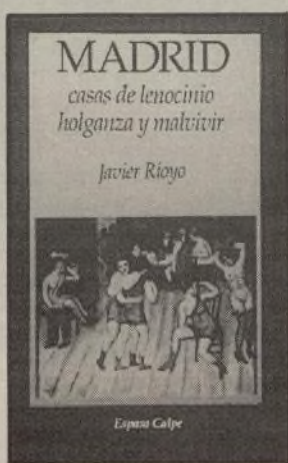 MADRID
casas de lenocinio
holganza y malvivir
Javier Rioyo
Espasa Calpe